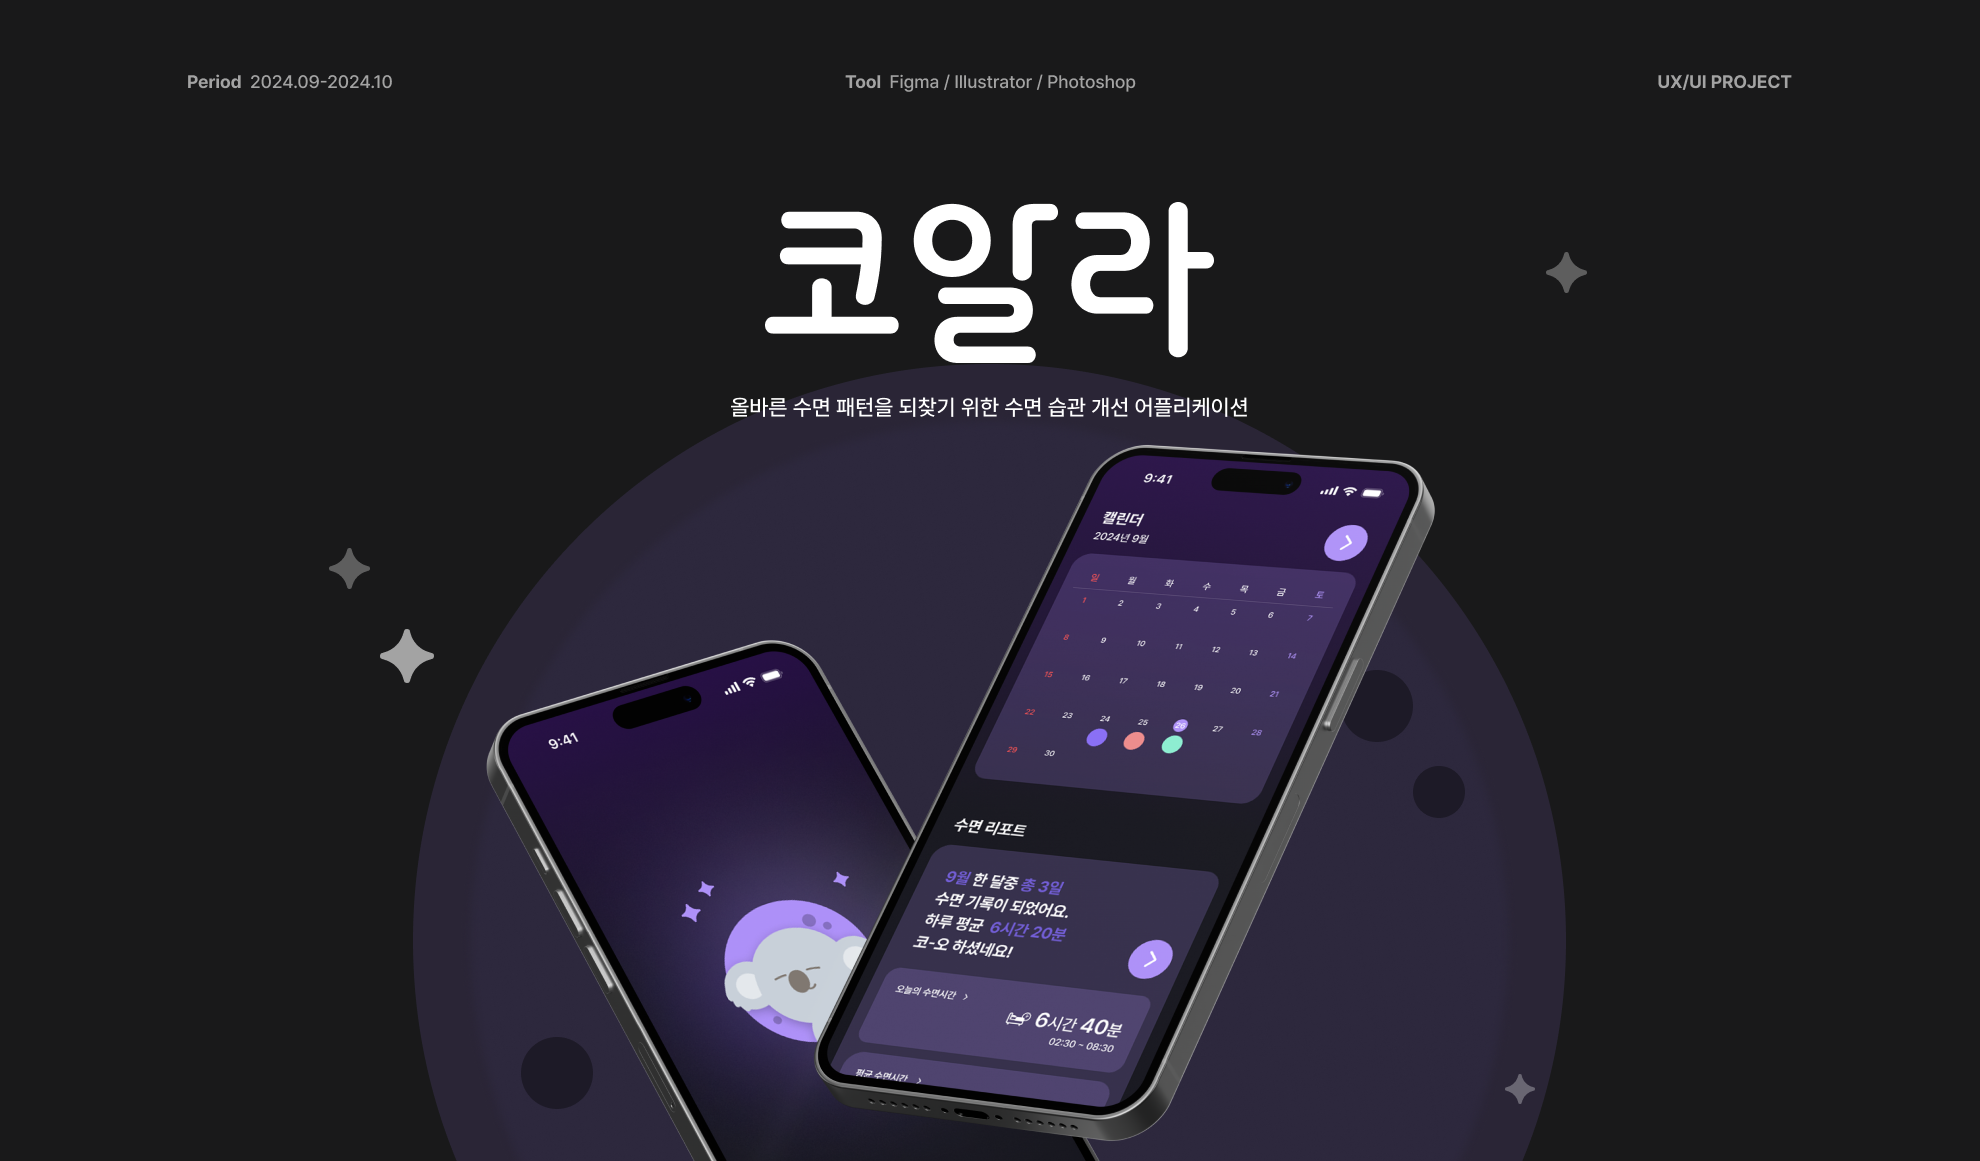 Period 2024.09-2024.10
Tool Figma / Illustrator / Photoshop
UX/UI PROJECT
코알라
올바른 수면 패턴을 되찾기 위한 수면 습관 개선 어플리케이션
9:41
9:41
캘린더
2024년 9월
일 월 화 수 목 금 토
1 2 3 4 5 6 7
8 9 10 11 12 13 14
15 16 17 18 19 20 21
22 23 24 25 26 27 28
29 30
수면 리포트
9월 한 달중 총 3일
수면 기록이 되었어요.
하루 평균 6시간 20분
코-오 하셨네요!
오늘의 수면시간 >
6시간 40분
02:30 ~ 08:30
평균 수면시간 >